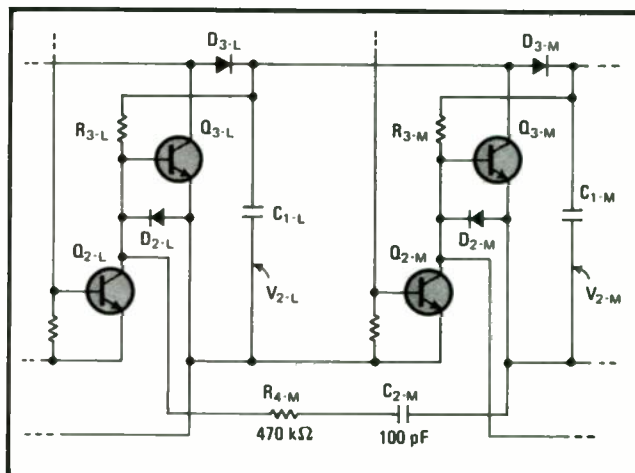 D3-L
D3-M
R3-L
Q3-L
R3-M
Q3-M
C1-L
C1-M
D2-L
D2-M
Q2-L
Q2-M
V2-L
V2-M
R4-M
C2-M
470 kΩ
100 pF